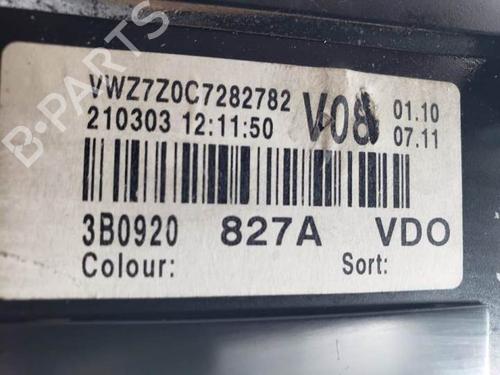 VWZ7Z0C7282782
210303 12:11:50 V08 01.10
07.11
3B0920 827A VDO
Colour: Sort:
B-PARTS